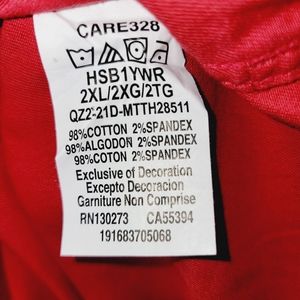 CARE328
HSB1YWR
2XL/2XG/2TG
QZ2-21D-MTTH28511
98%COTTON 2%SPANDEX
98%ALGODON 2%SPANDEX
98%COTON 2%SPANDEX
Exclusive of Decoration
Excepto Decoracion
Garniture Non Comprise
RN130273 CA55394
191683705068